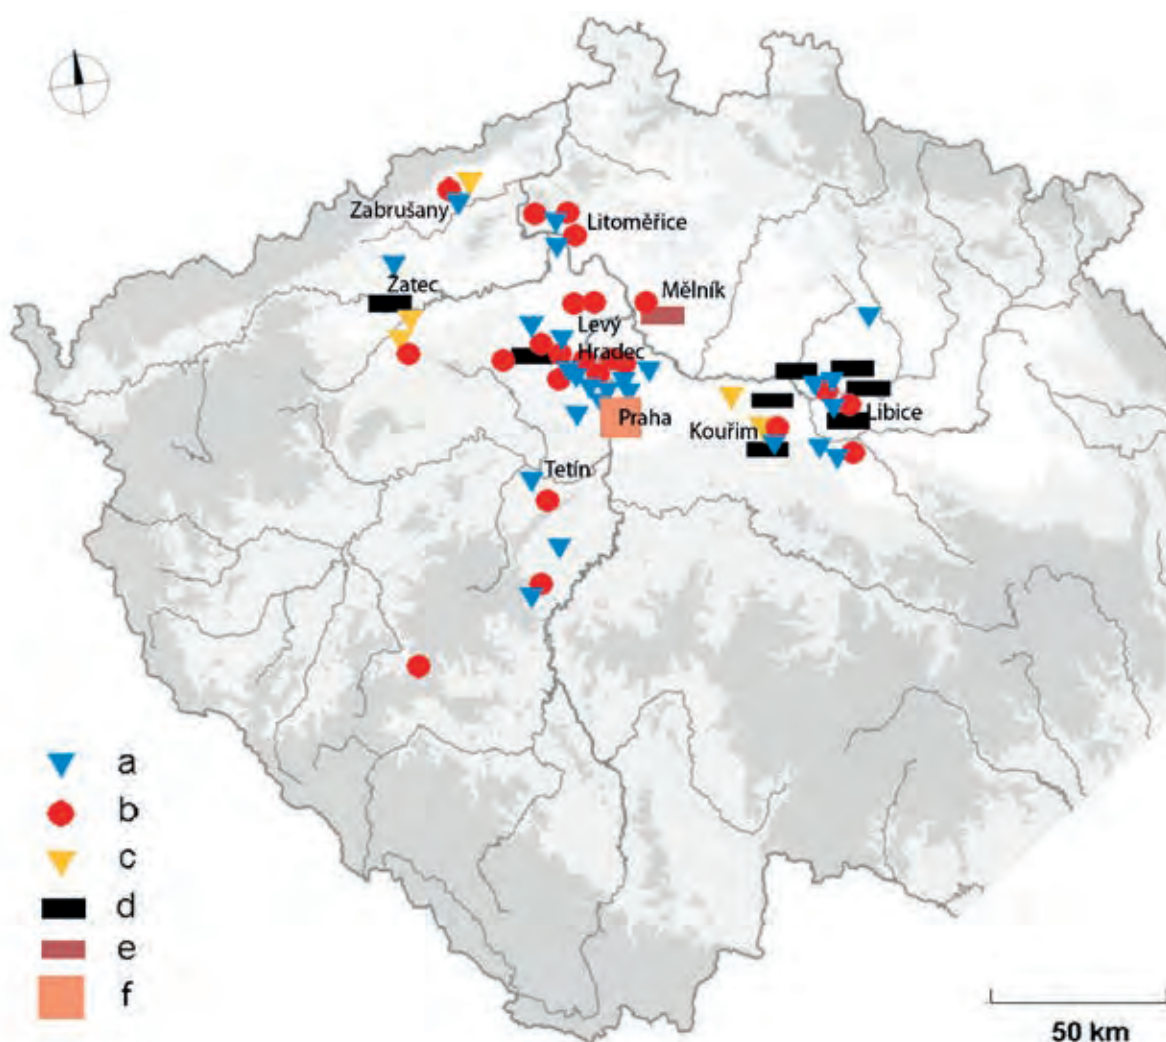 Zabrušany
Litoměřice
Žatec
Mělník
Levý
Hradec
Praha
Kouřim
Libice
Tetín
a
b
c
d
e
f
50 km